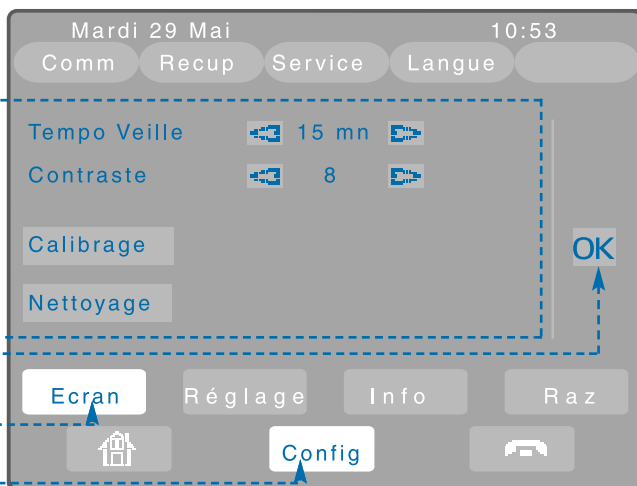 Mardi 29 Mai 10:53
Comm Recup Service Langue
Tempo Veille 15 mn
Contraste 8
Calibrage
OK
Nettoyage
Ecran Réglage Info Raz
Config